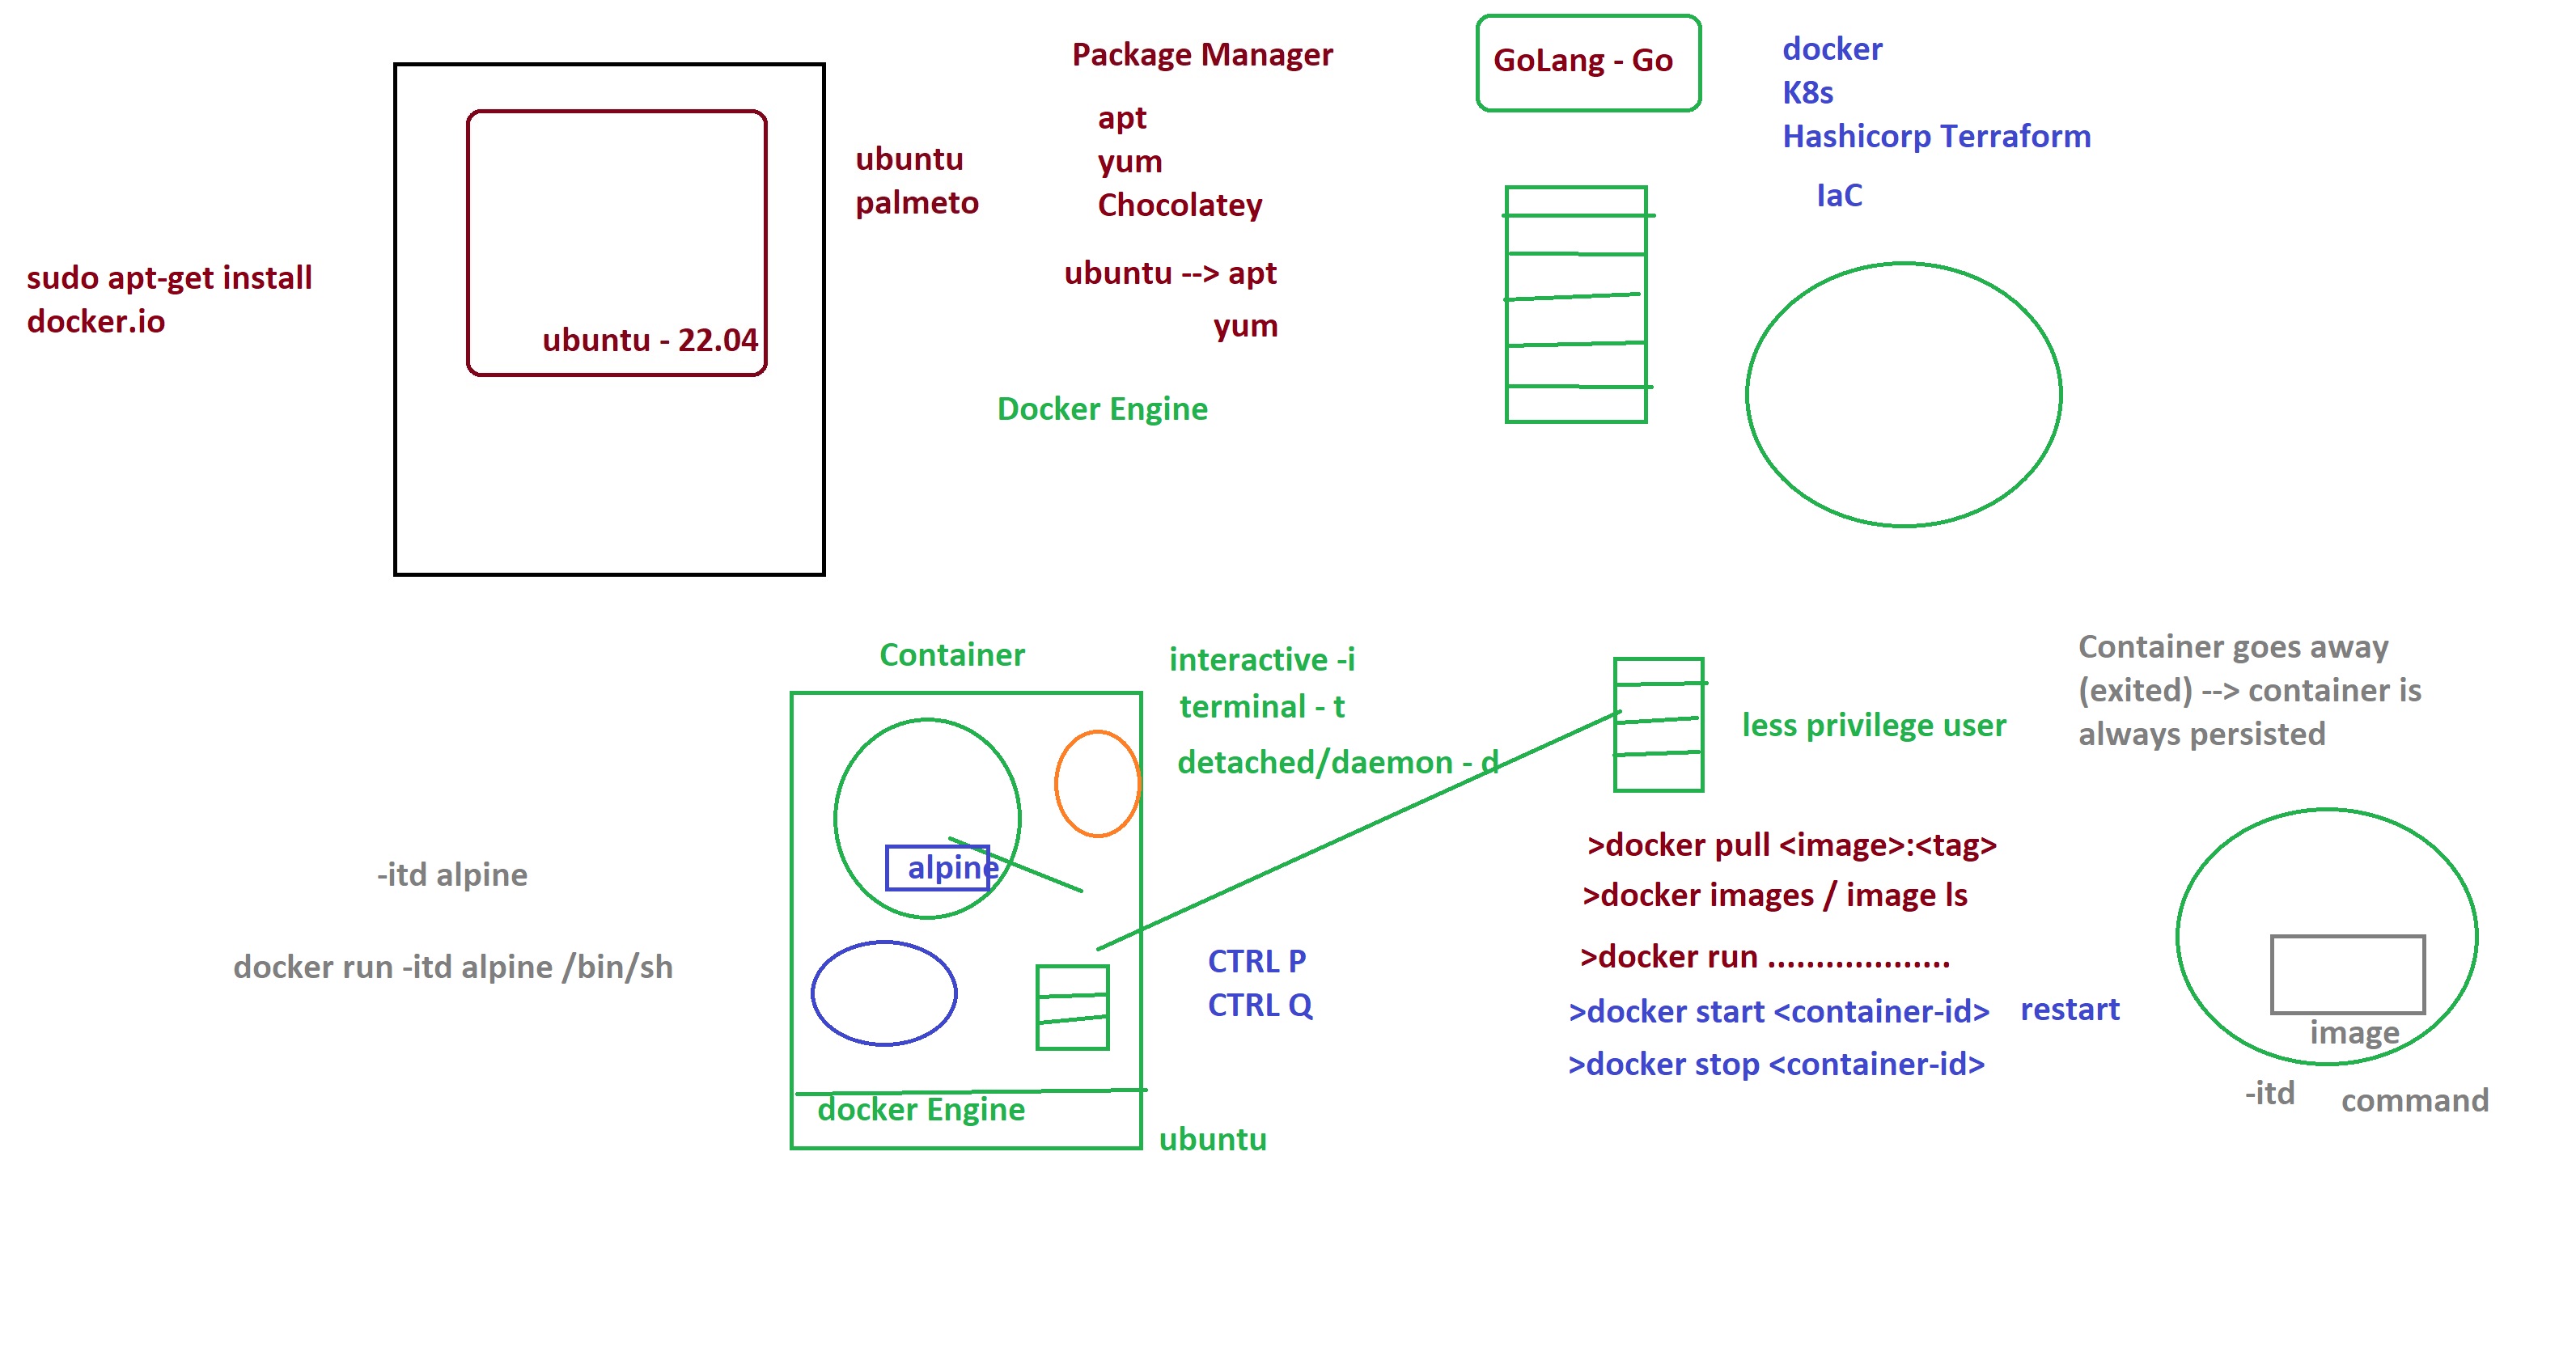 Package Manager
GoLang - Go
docker
K8s
Hashicorp Terraform
IaC
apt
yum
Chocolatey
ubuntu
palmeto
ubuntu --> apt
yum
sudo apt-get install
docker.io
ubuntu - 22.04
Docker Engine
Container
interactive -i
terminal - t
detached/daemon - d
less privilege user
Container goes away
(exited) --> container is
always persisted
alpine
-itd alpine
docker run -itd alpine /bin/sh
CTRL P
CTRL Q
docker Engine
ubuntu
>docker pull <image>:<tag>
>docker images / image ls
>docker run ...................
>docker start <container-id> restart
>docker stop <container-id>
image
-itd command